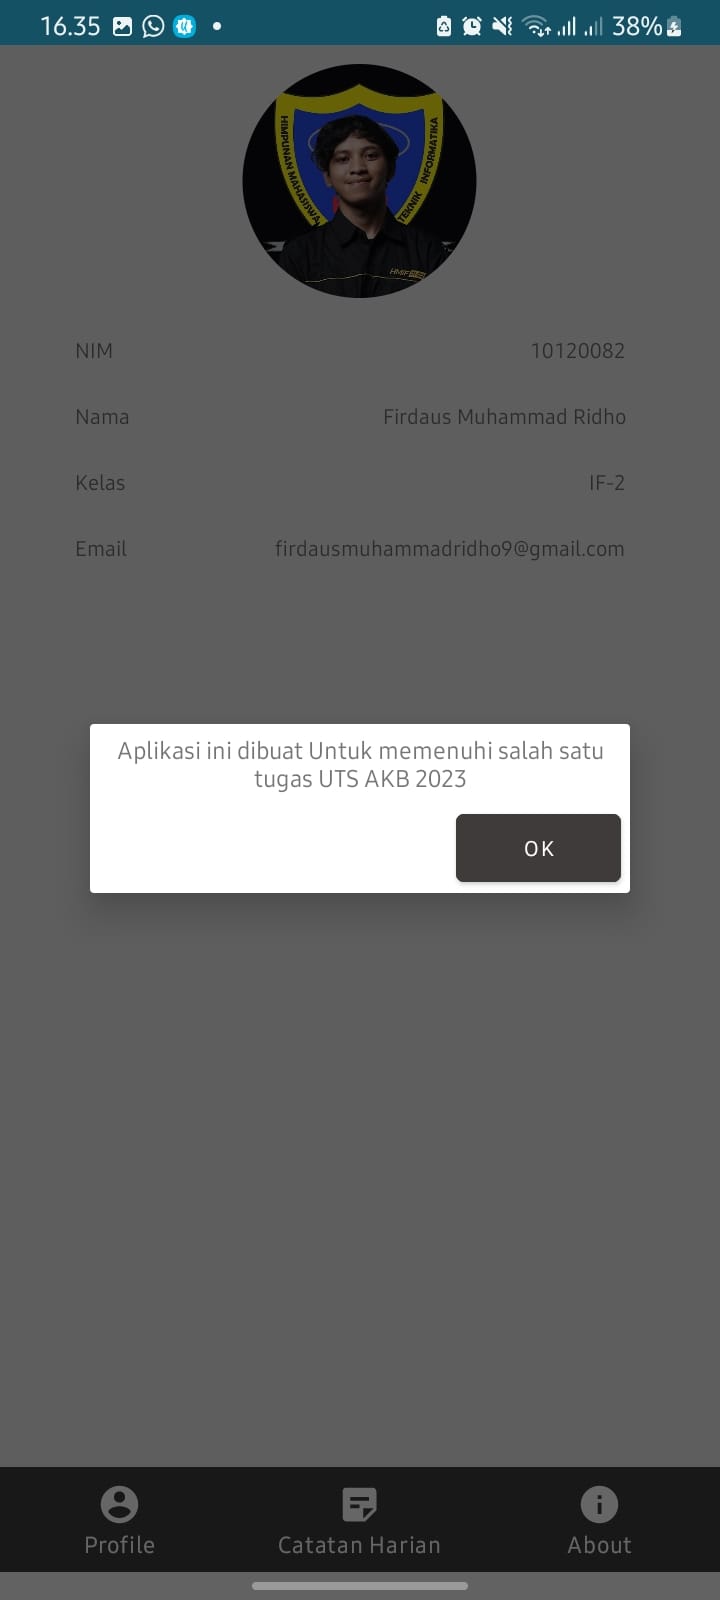 16.35
38%
HIMPUNAN MAHASISWA
TEKNIK INFORMATIKA
HMIF
NIM 10120082
Nama Firdaus Muhammad Ridho
Kelas IF-2
Email firdausmuhammadridho9@gmail.com
Aplikasi ini dibuat Untuk memenuhi salah satu
tugas UTS AKB 2023
OK
Profile Catatan Harian About